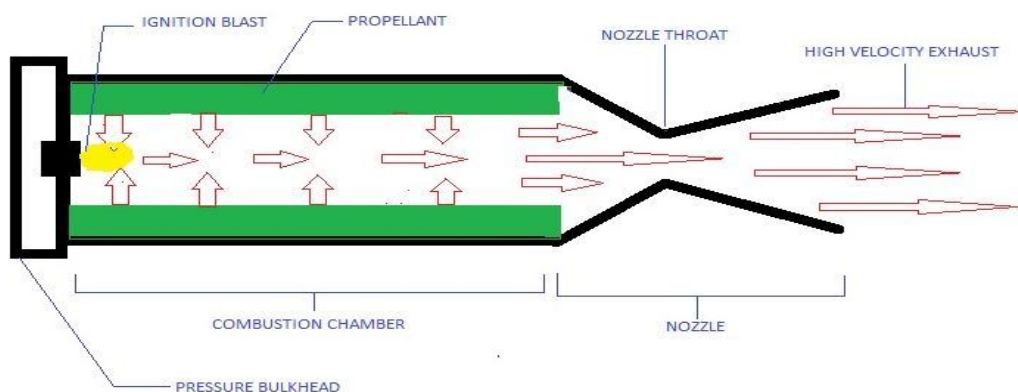 IGNITION BLAST
PROPELLANT
NOZZLE THROAT
HIGH VELOCITY EXHAUST
COMBUSTION CHAMBER
NOZZLE
PRESSURE BULKHEAD